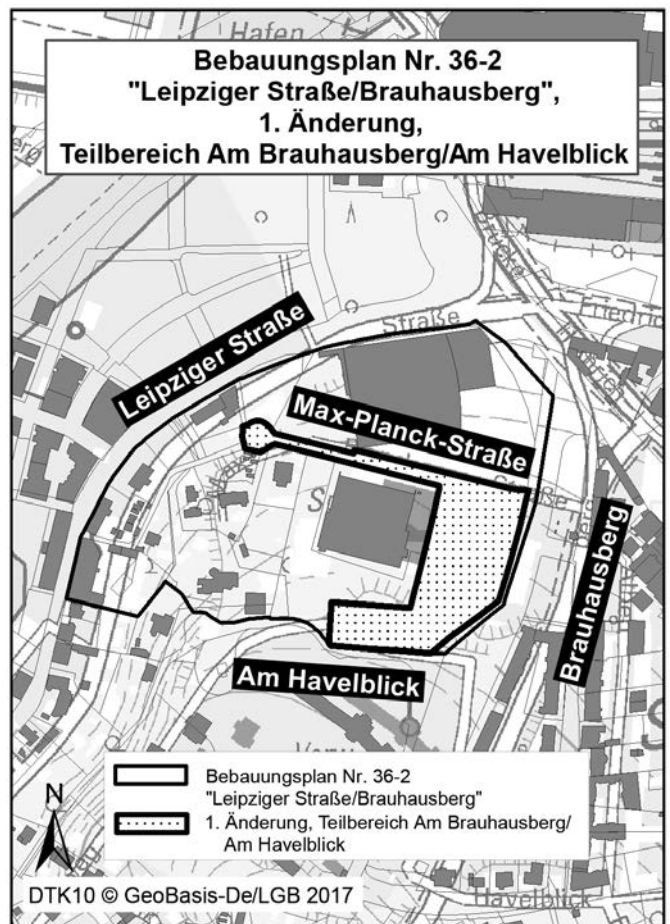 Hafen
Bebauungsplan Nr. 36-2
"Leipziger Straße/Brauhausberg",
1. Änderung,
Teilbereich Am Brauhausberg/Am Havelblick
Leipziger Straße
Straße
Max-Planck-Straße
Straße
S
Brauhausberg
Am Havelblick
Bebauungsplan Nr. 36-2
"Leipziger Straße/Brauhausberg"
1. Änderung, Teilbereich Am Brauhausberg/
Am Havelblick
N
DTK10 © GeoBasis-De/LGB 2017
Havelblick